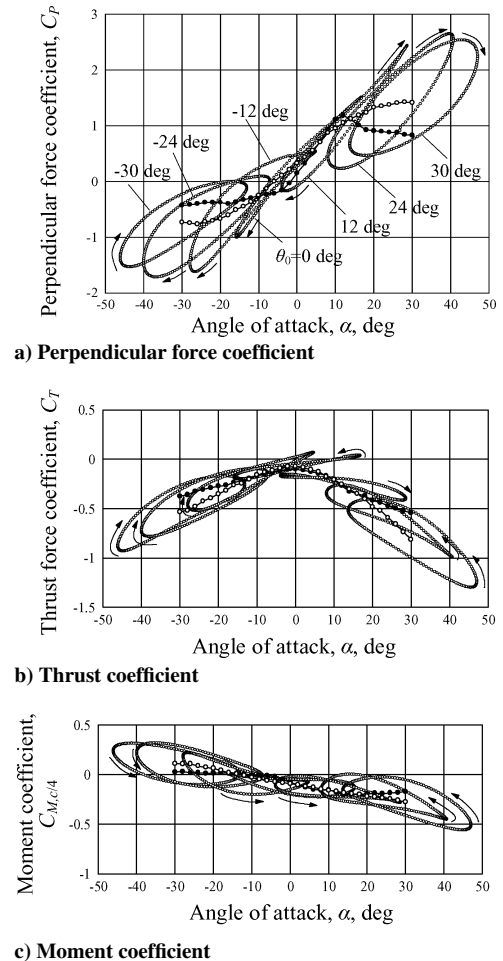 Perpendicular force coefficient, C_P
3
2
1
0
-1
-2
-12 deg
-24 deg
-30 deg
30 deg
24 deg
12 deg
θ₀=0 deg
-50 -40 -30 -20 -10 0 10 20 30 40 50
Angle of attack, α, deg
a) Perpendicular force coefficient
Thrust force coefficient, C_T
0.5
0
-0.5
-1
-1.5
-50 -40 -30 -20 -10 0 10 20 30 40 50
Angle of attack, α, deg
b) Thrust coefficient
Moment coefficient,
C_M,c/4
0.5
0
-0.5
-1
-50 -40 -30 -20 -10 0 10 20 30 40 50
Angle of attack, α, deg
c) Moment coefficient